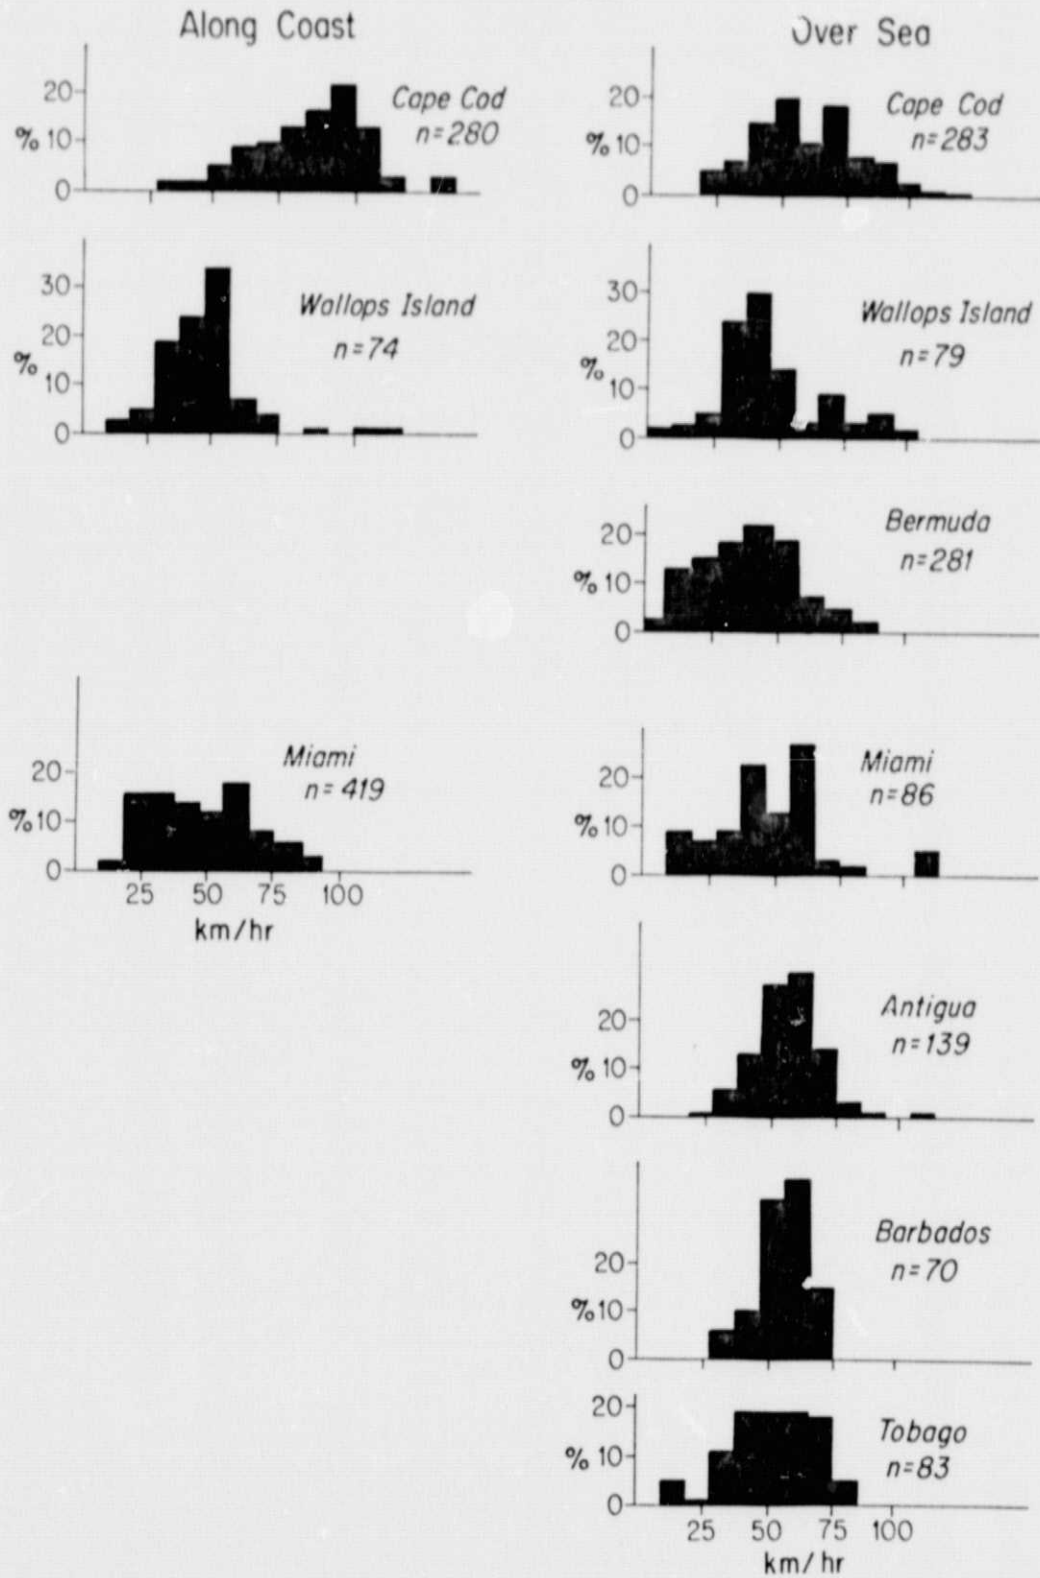 Along Coast
Over Sea
20
10
0
%
Cape Cod
n=280
20
10
0
%
Cape Cod
n=283
30
20
10
0
%
Wallops Island
n=74
30
20
10
0
%
Wallops Island
n=79
20
10
0
%
Bermuda
n=281
20
10
0
%
Miami
n=419
25 50 75 100
km/hr
20
10
0
%
Miami
n=86
20
10
0
%
Antigua
n=139
20
10
0
%
Barbados
n=70
20
10
0
%
Tobago
n=83
25 50 75 100
km/hr